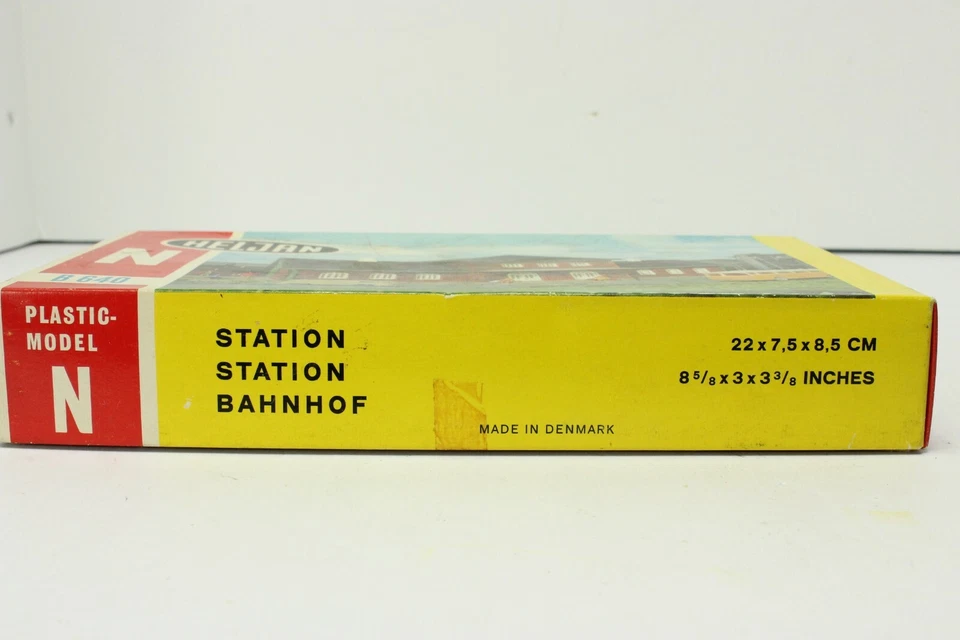 HELJAN
N
B 640
PLASTIC-
MODEL
N
STATION
STATION
BAHNHOF
22 x 7,5 x 8,5 CM
8 5/8 x 3 x 3 3/8 INCHES
MADE IN DENMARK